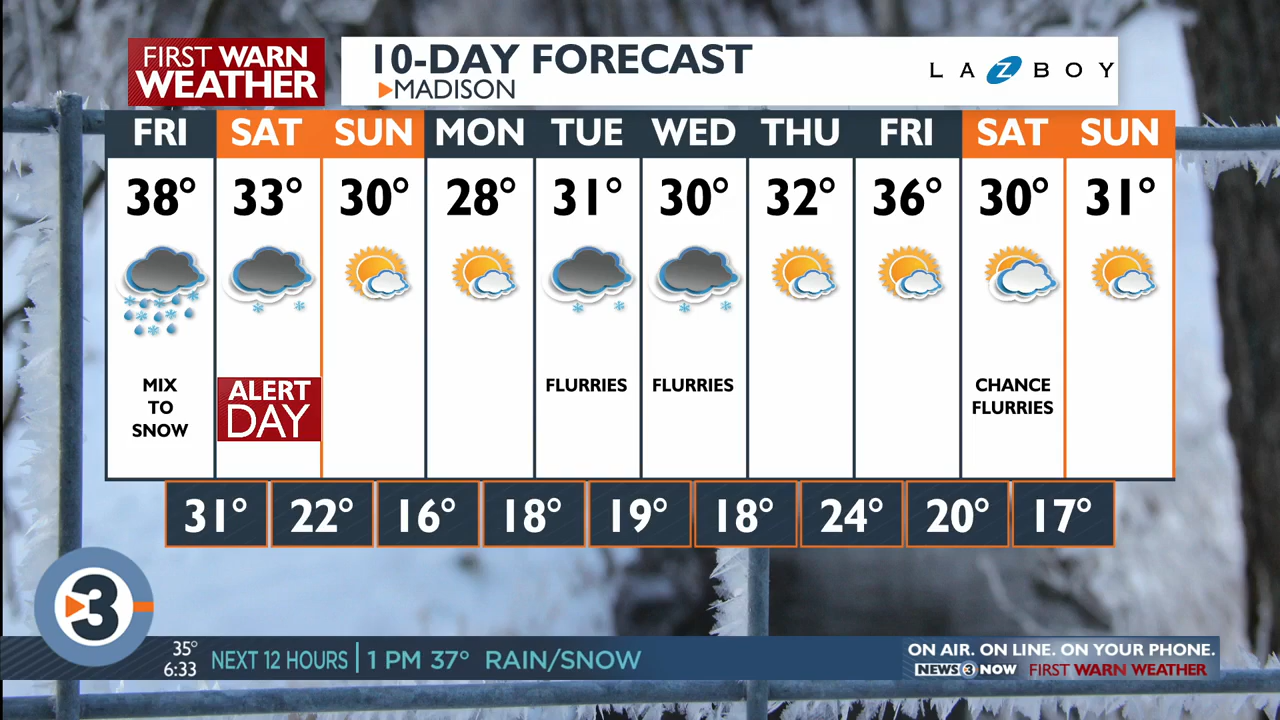 FIRST WARN
WEATHER
10-DAY FORECAST
MADISON
LA Z BOY
FRI SAT SUN MON TUE WED THU FRI SAT SUN
38° 33° 30° 28° 31° 30° 32° 36° 30° 31°
MIX
TO
SNOW
ALERT
DAY
FLURRIES
FLURRIES
CHANCE
FLURRIES
31° 22° 16° 18° 19° 18° 24° 20° 17°
3
35°
6:33
NEXT 12 HOURS | 1 PM 37° RAIN/SNOW
ON AIR. ON LINE. ON YOUR PHONE.
NEWS 3 NOW FIRST WARN WEATHER